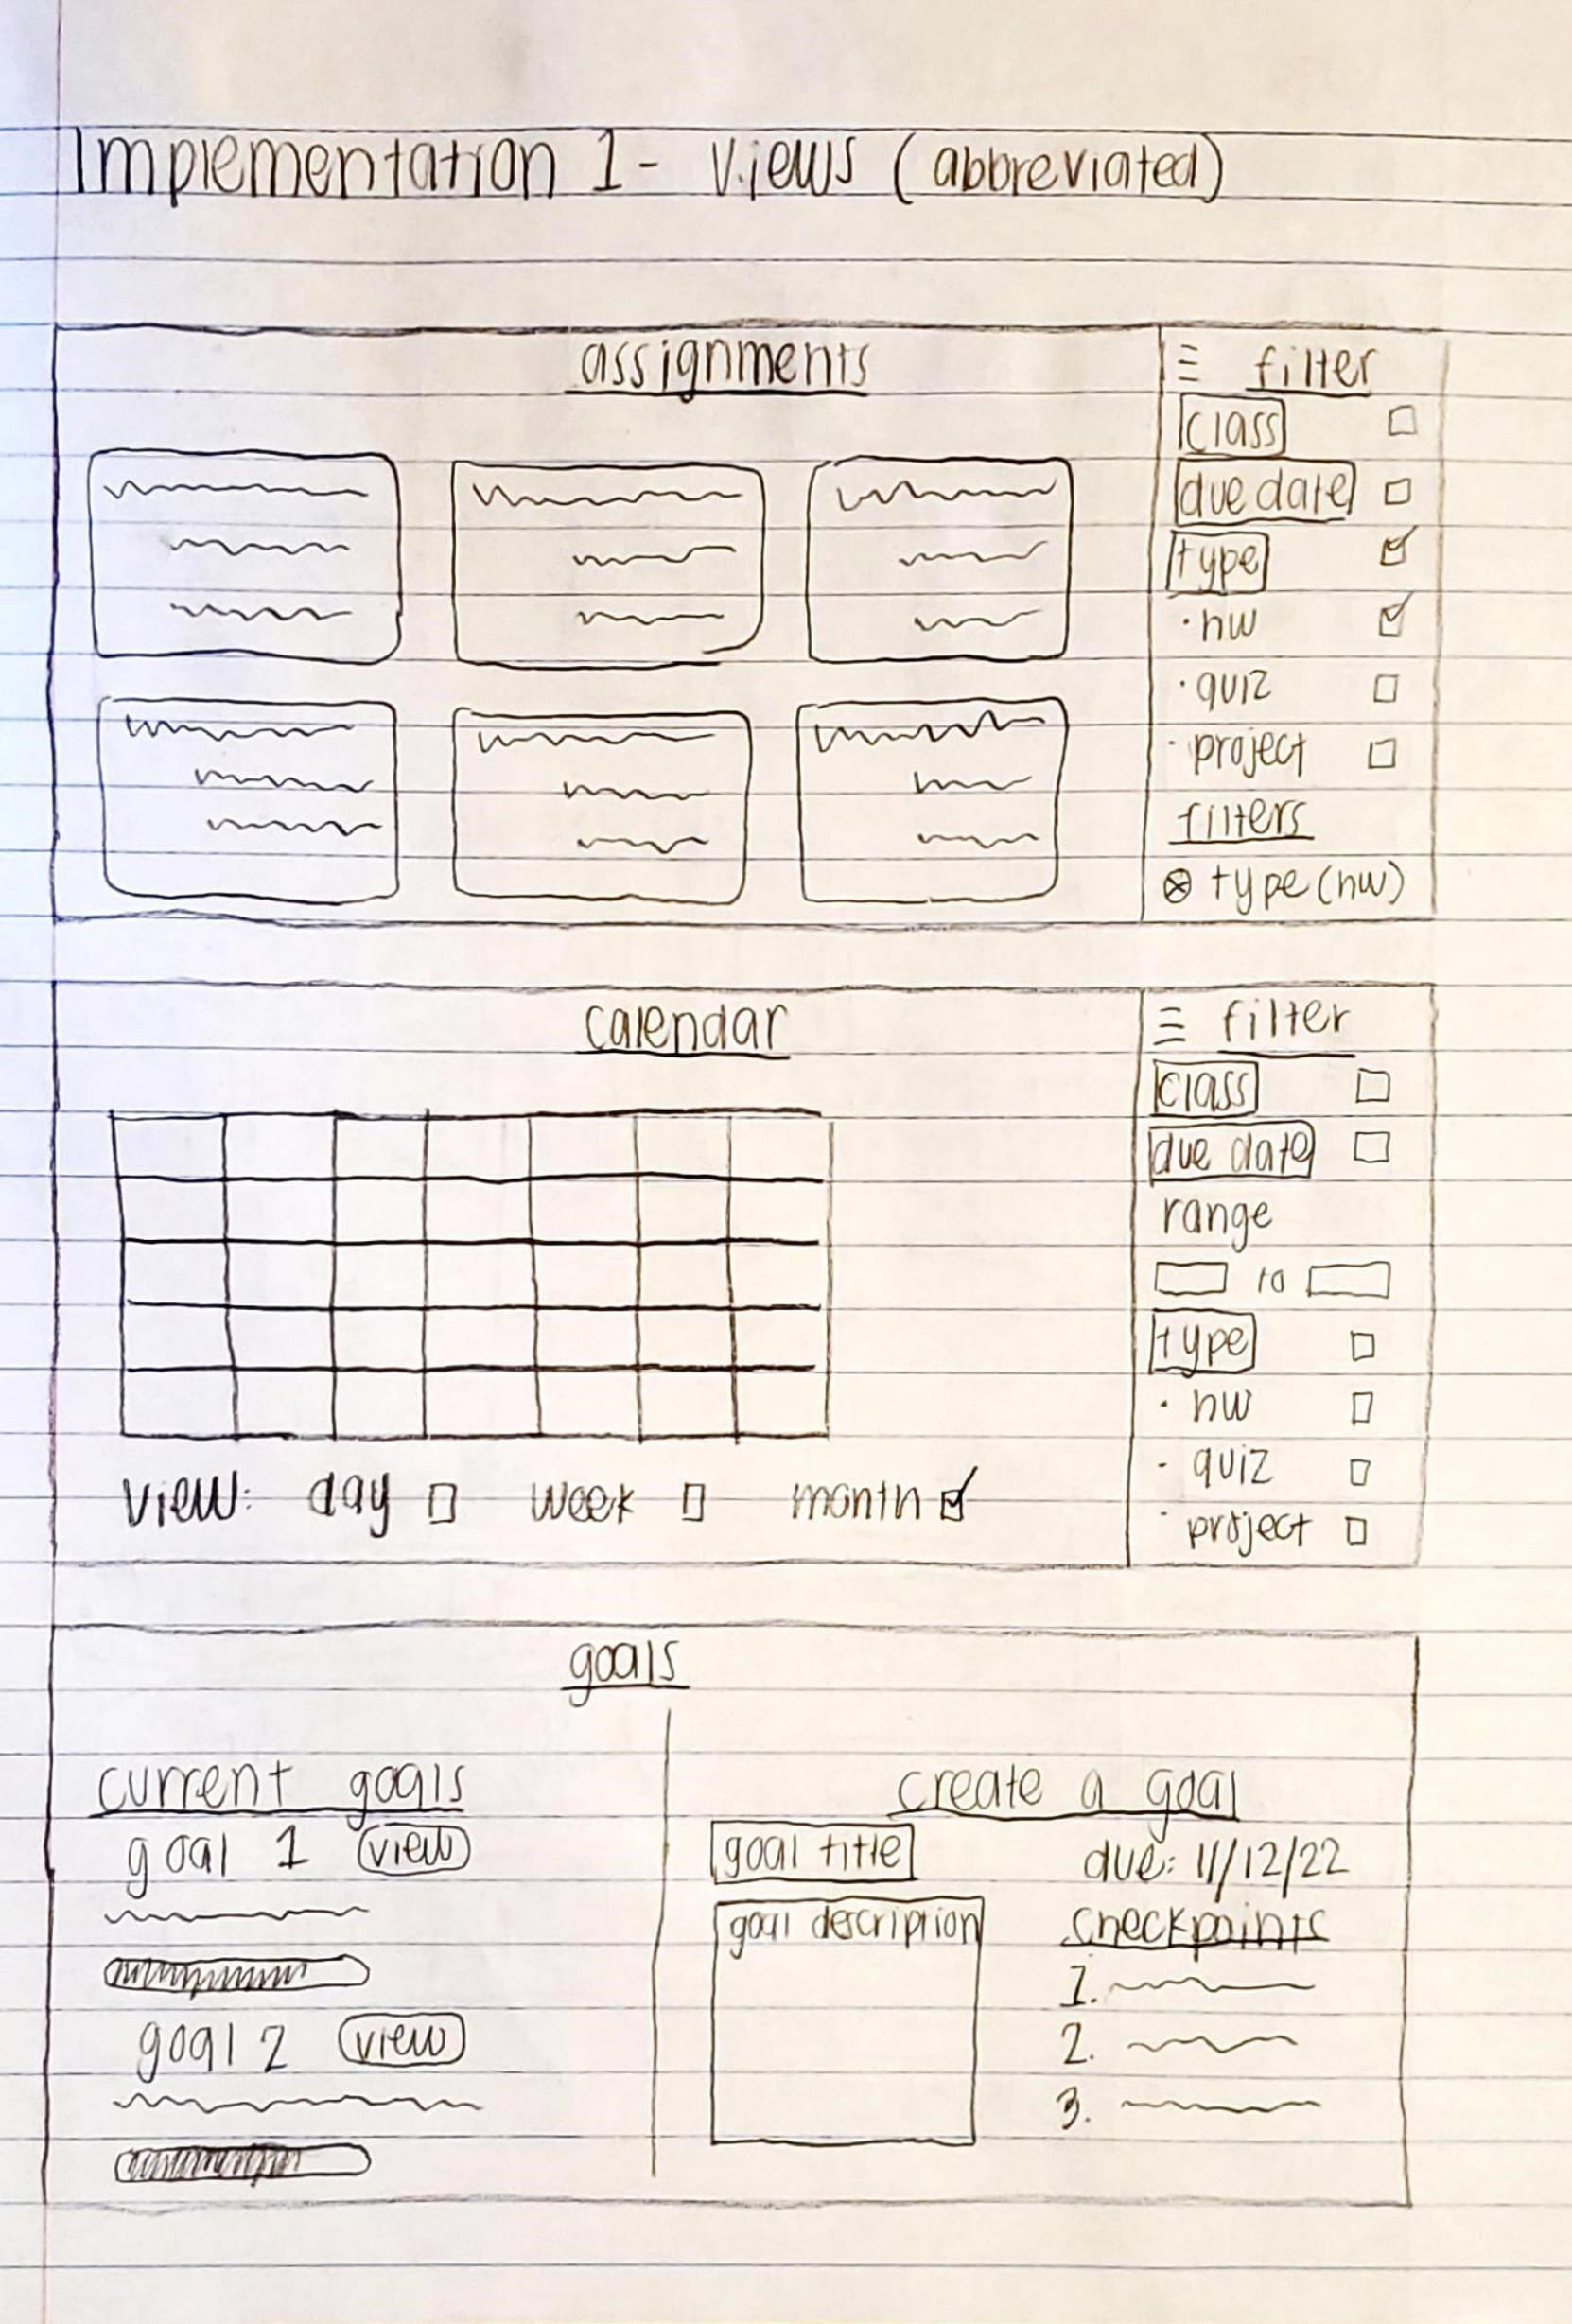 Implementation 1 - views (abbreviated)
assignments
filter
class
due date
type
· hw
· quiz
· project
filters
type (hw)
calendar
view: day week month
filter
class
due date
range
to
type
· hw
- quiz
· project
goals
current goals
goal 1 view
goal 2 view
create a goal
goal title
due: 11/12/22
goal description
checkpoints
1.
2.
3.